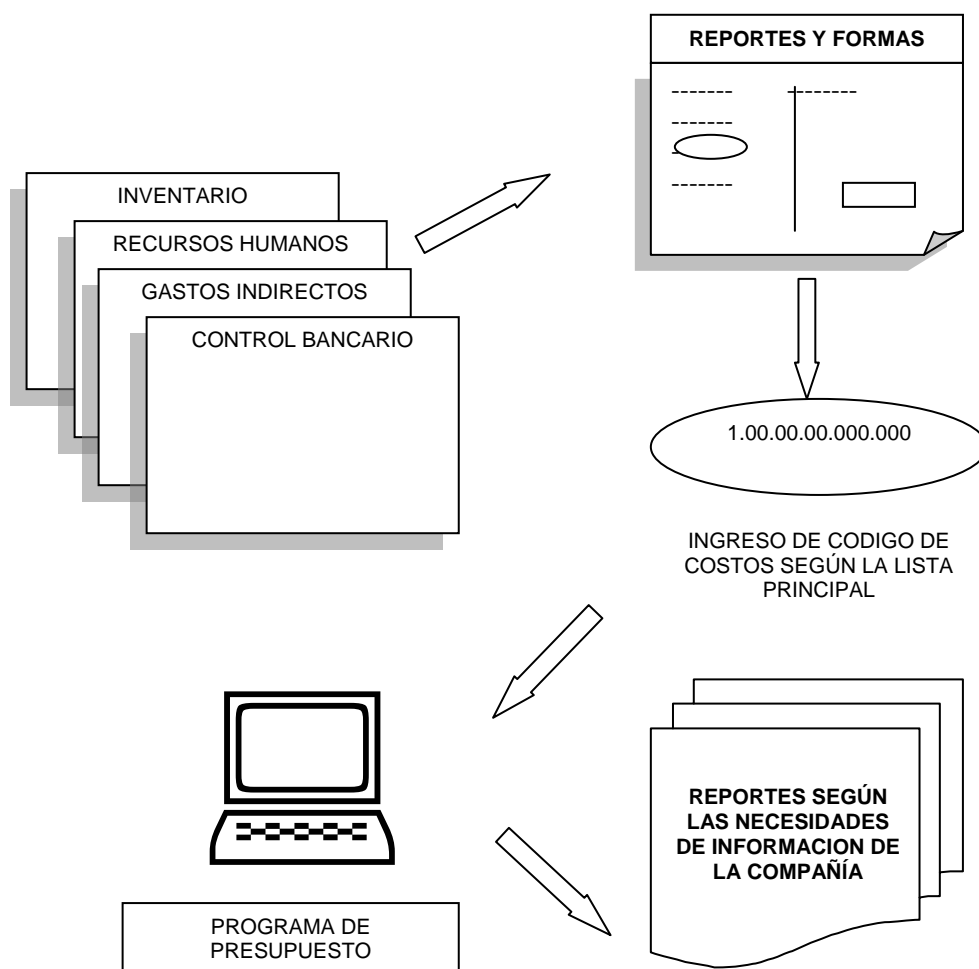 REPORTES Y FORMAS
INVENTARIO
RECURSOS HUMANOS
GASTOS INDIRECTOS
CONTROL BANCARIO
1.00.00.00.000.000
INGRESO DE CODIGO DE
COSTOS SEGÚN LA LISTA
PRINCIPAL
PROGRAMA DE
PRESUPUESTO
REPORTES SEGÚN
LAS NECESIDADES
DE INFORMACION DE
LA COMPAÑÍA